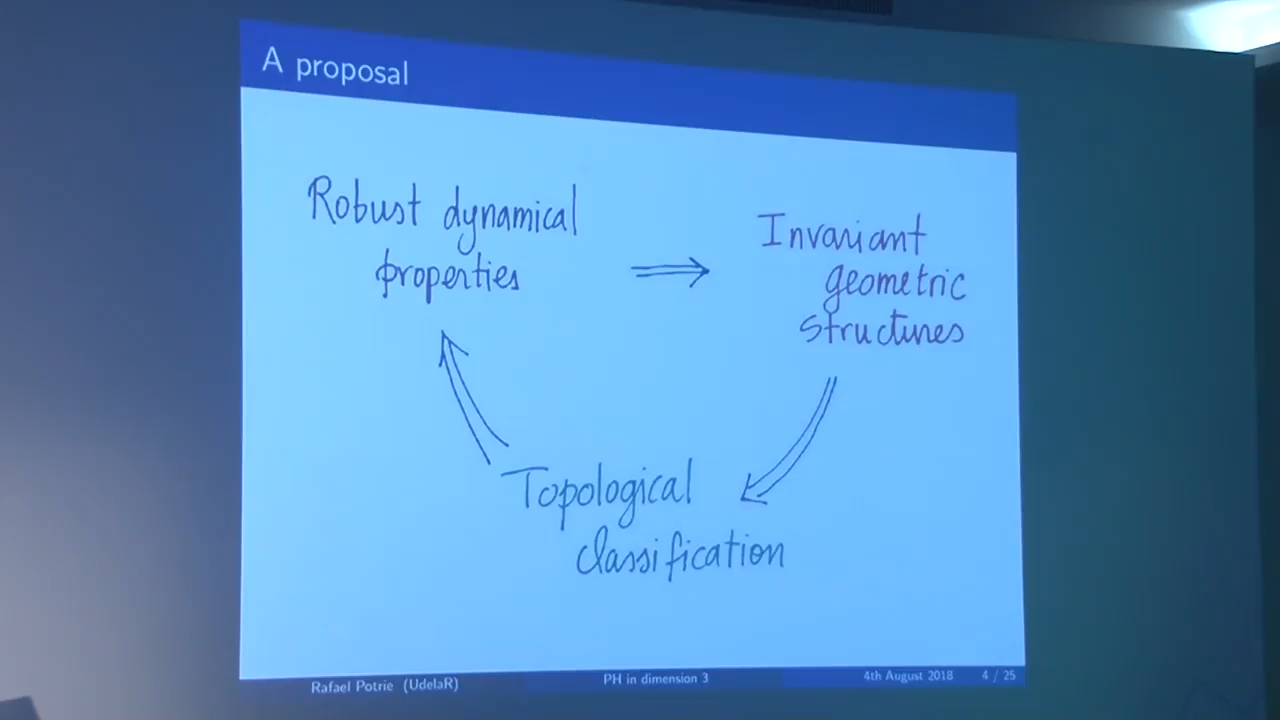 A proposal
Robust dynamical
properties
⇒
Invariant
geometric
structures
Topological
classification
Rafael Potrie (UdelaR)
PH in dimension 3
4th August 2018
4 / 25